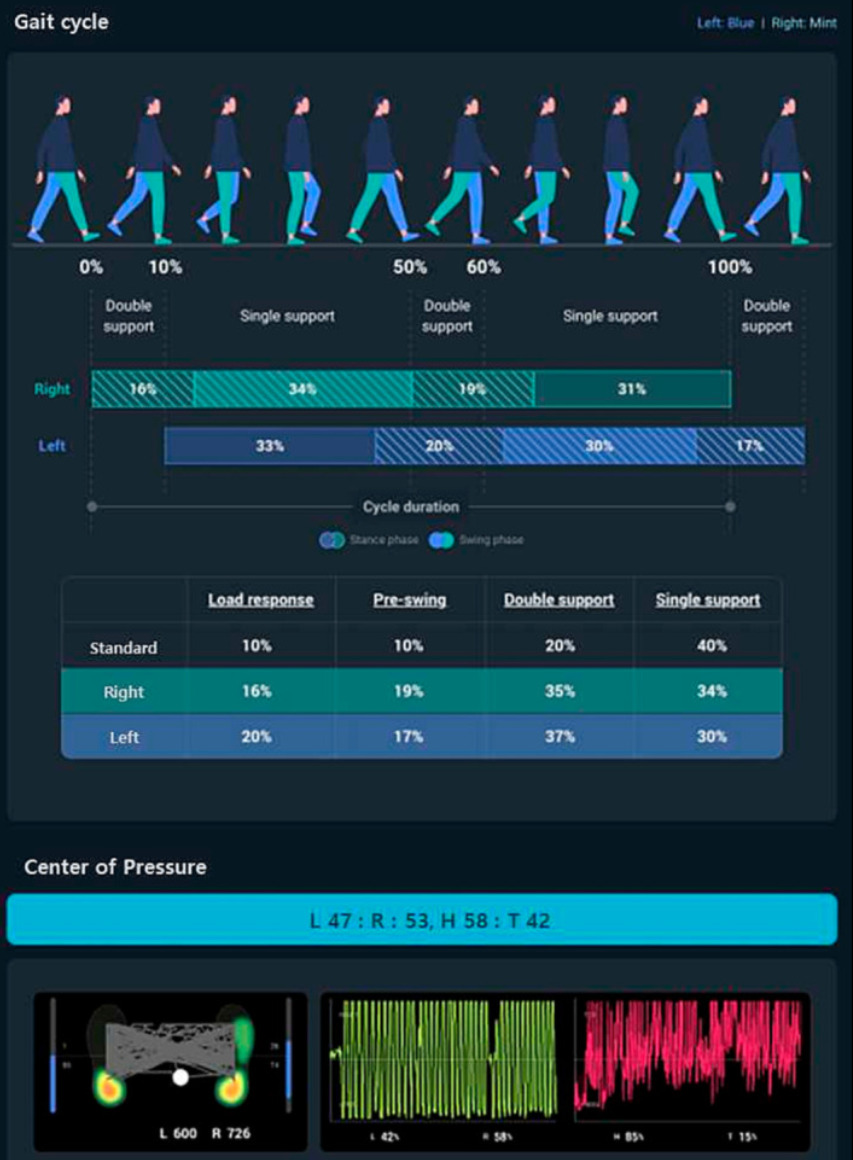 Gait cycle
Left: Blue | Right: Mint
0% 10% 50% 60% 100%
Double support
Single support
Double support
Single support
Double support
Right 16% 34% 19% 31%
Left 33% 20% 30% 17%
Cycle duration
Stance phase Swing phase
Load response Pre-swing Double support Single support
Standard 10% 10% 20% 40%
Right 16% 19% 35% 34%
Left 20% 17% 37% 30%
Center of Pressure
L 47 : R : 53, H 58 : T 42
L 600 R 726
L 42% R 58%
H 85% T 15%